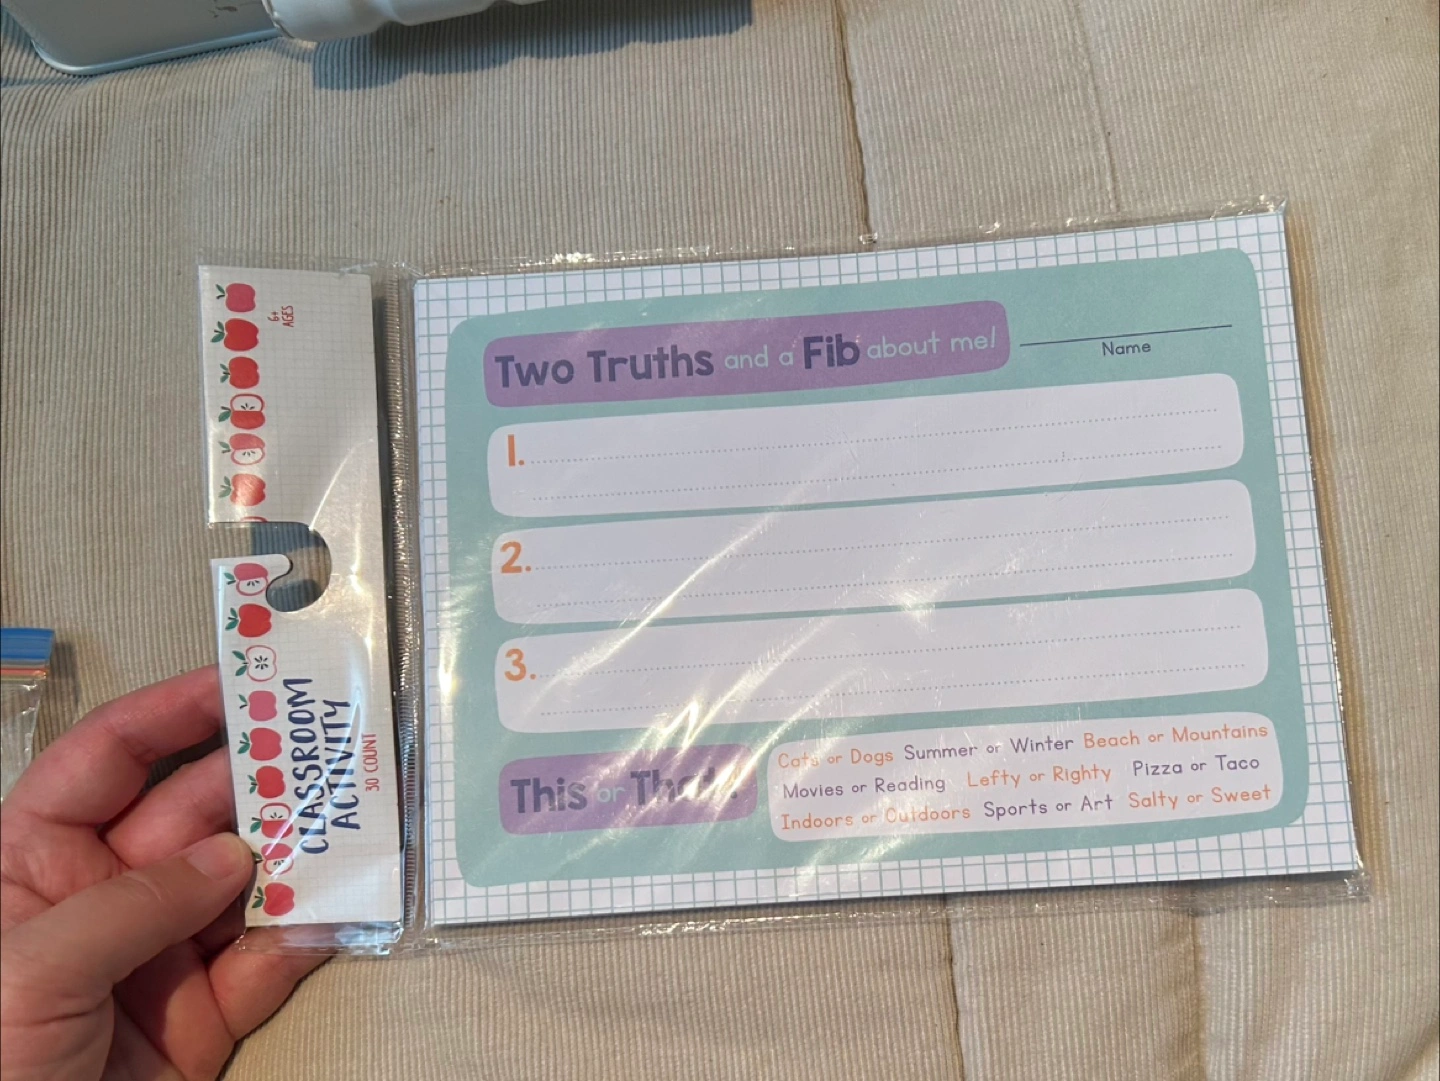 6+
AGES
CLASSROOM
ACTIVITY
30 COUNT
Two Truths and a Fib about me!
Name
1.
2.
3.
This or That!
Cats or Dogs Summer or Winter Beach or Mountains
Movies or Reading Lefty or Righty Pizza or Taco
Indoors or Outdoors Sports or Art Salty or Sweet